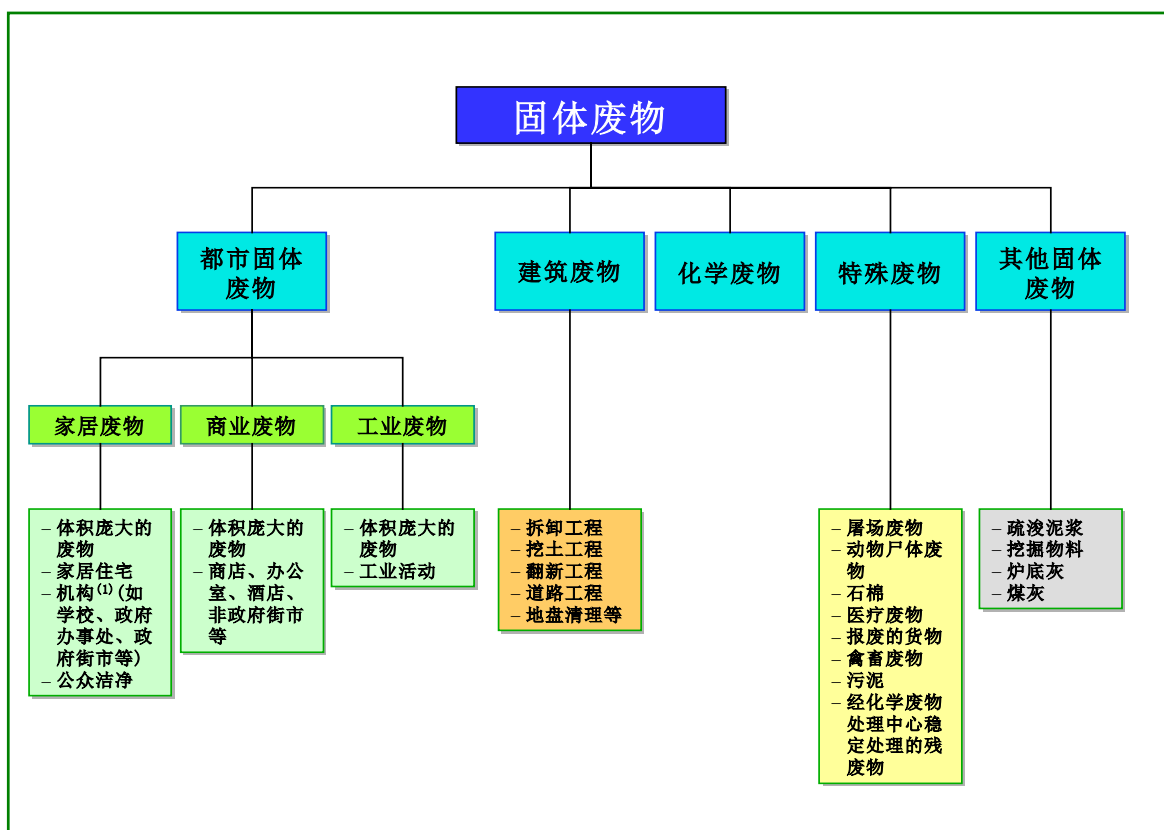 固体废物
都市固体
废物
建筑废物
化学废物
特殊废物
其他固体
废物
家居废物
商业废物
工业废物
– 体积庞大的
废物
– 家居住宅
– 机构(1)(如
学校、政府
办事处、政
府街市等)
– 公众洁净
– 体积庞大的
废物
– 商店、办公
室、酒店、
非政府街市
等
– 体积庞大的
废物
– 工业活动
– 拆卸工程
– 挖土工程
– 翻新工程
– 道路工程
– 地盘清理等
– 屠场废物
– 动物尸体废
物
– 石棉
– 医疗废物
– 报废的货物
– 禽畜废物
– 污泥
– 经化学废物
处理中心稳
定处理的残
废物
– 疏浚泥浆
– 挖掘物料
– 炉底灰
– 煤灰